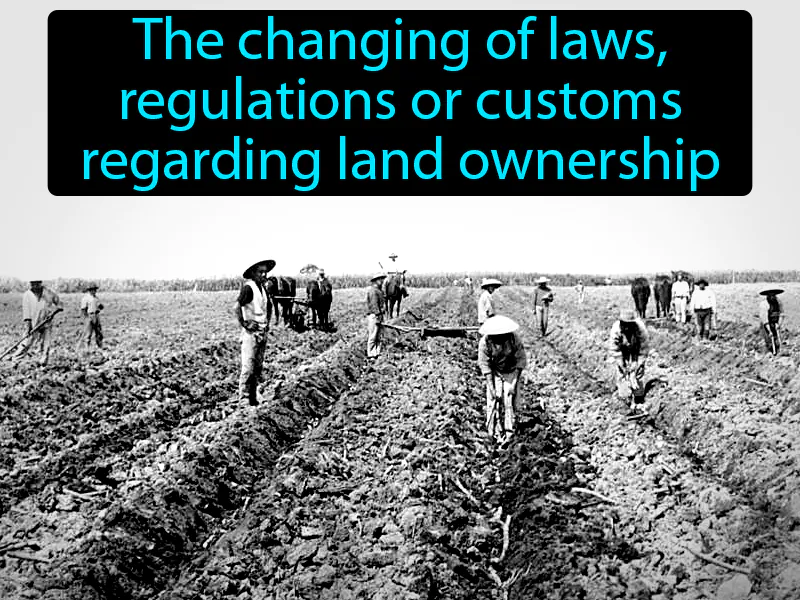 The changing of laws,
regulations or customs
regarding land ownership